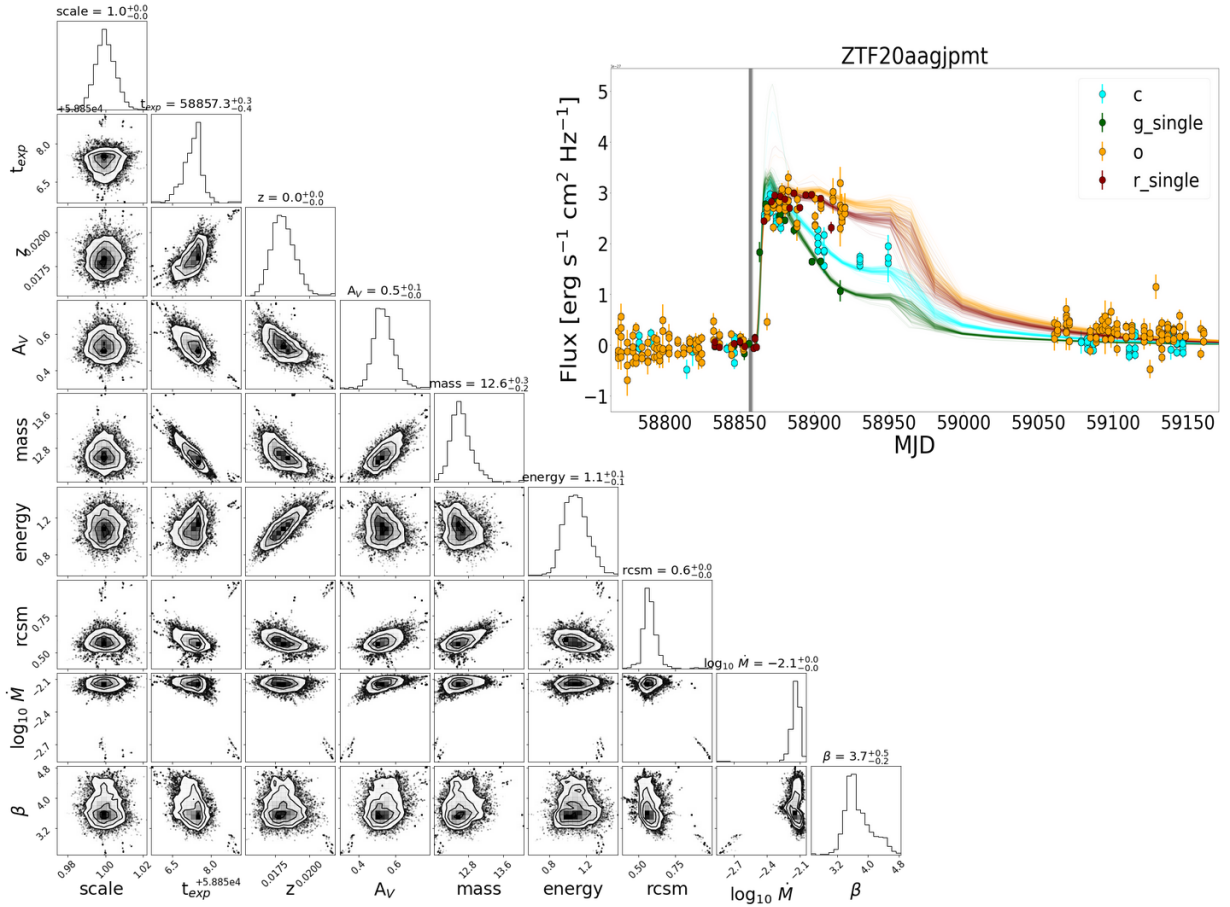 scale = 1.0 +0.0 −0.0
+5.885e4
t_exp = 58857.3 +0.3 −0.4
t_exp
8.0
6.5
z = 0.0 +0.0 −0.0
z
0.0200
0.0175
A_V = 0.5 +0.1 −0.0
A_V
0.6
0.4
mass = 12.6 +0.3 −0.2
mass
13.6
12.8
energy = 1.1 +0.1 −0.1
energy
1.2
0.8
rcsm = 0.6 +0.0 −0.0
rcsm
0.75
0.50
log₁₀ Ṁ = −2.1 +0.0 −0.0
log₁₀ Ṁ
−2.1
−2.4
−2.7
β = 3.7 +0.5 −0.2
β
4.8
4.0
3.2
0.98 1.00 1.02
scale
6.5 8.0
+5.885e4
t_exp
0.0175 0.0200
z
0.4 0.6
A_V
12.8 13.6
mass
0.8 1.2
energy
0.50 0.75
rcsm
−2.7 −2.4 −2.1
log₁₀ Ṁ
3.2 4.0 4.8
β
ZTF20aagjpmt
Flux [erg s⁻¹ cm² Hz⁻¹]
5
4
3
2
1
0
−1
c
g_single
o
r_single
58800 58850 58900 58950 59000 59050 59100 59150
MJD